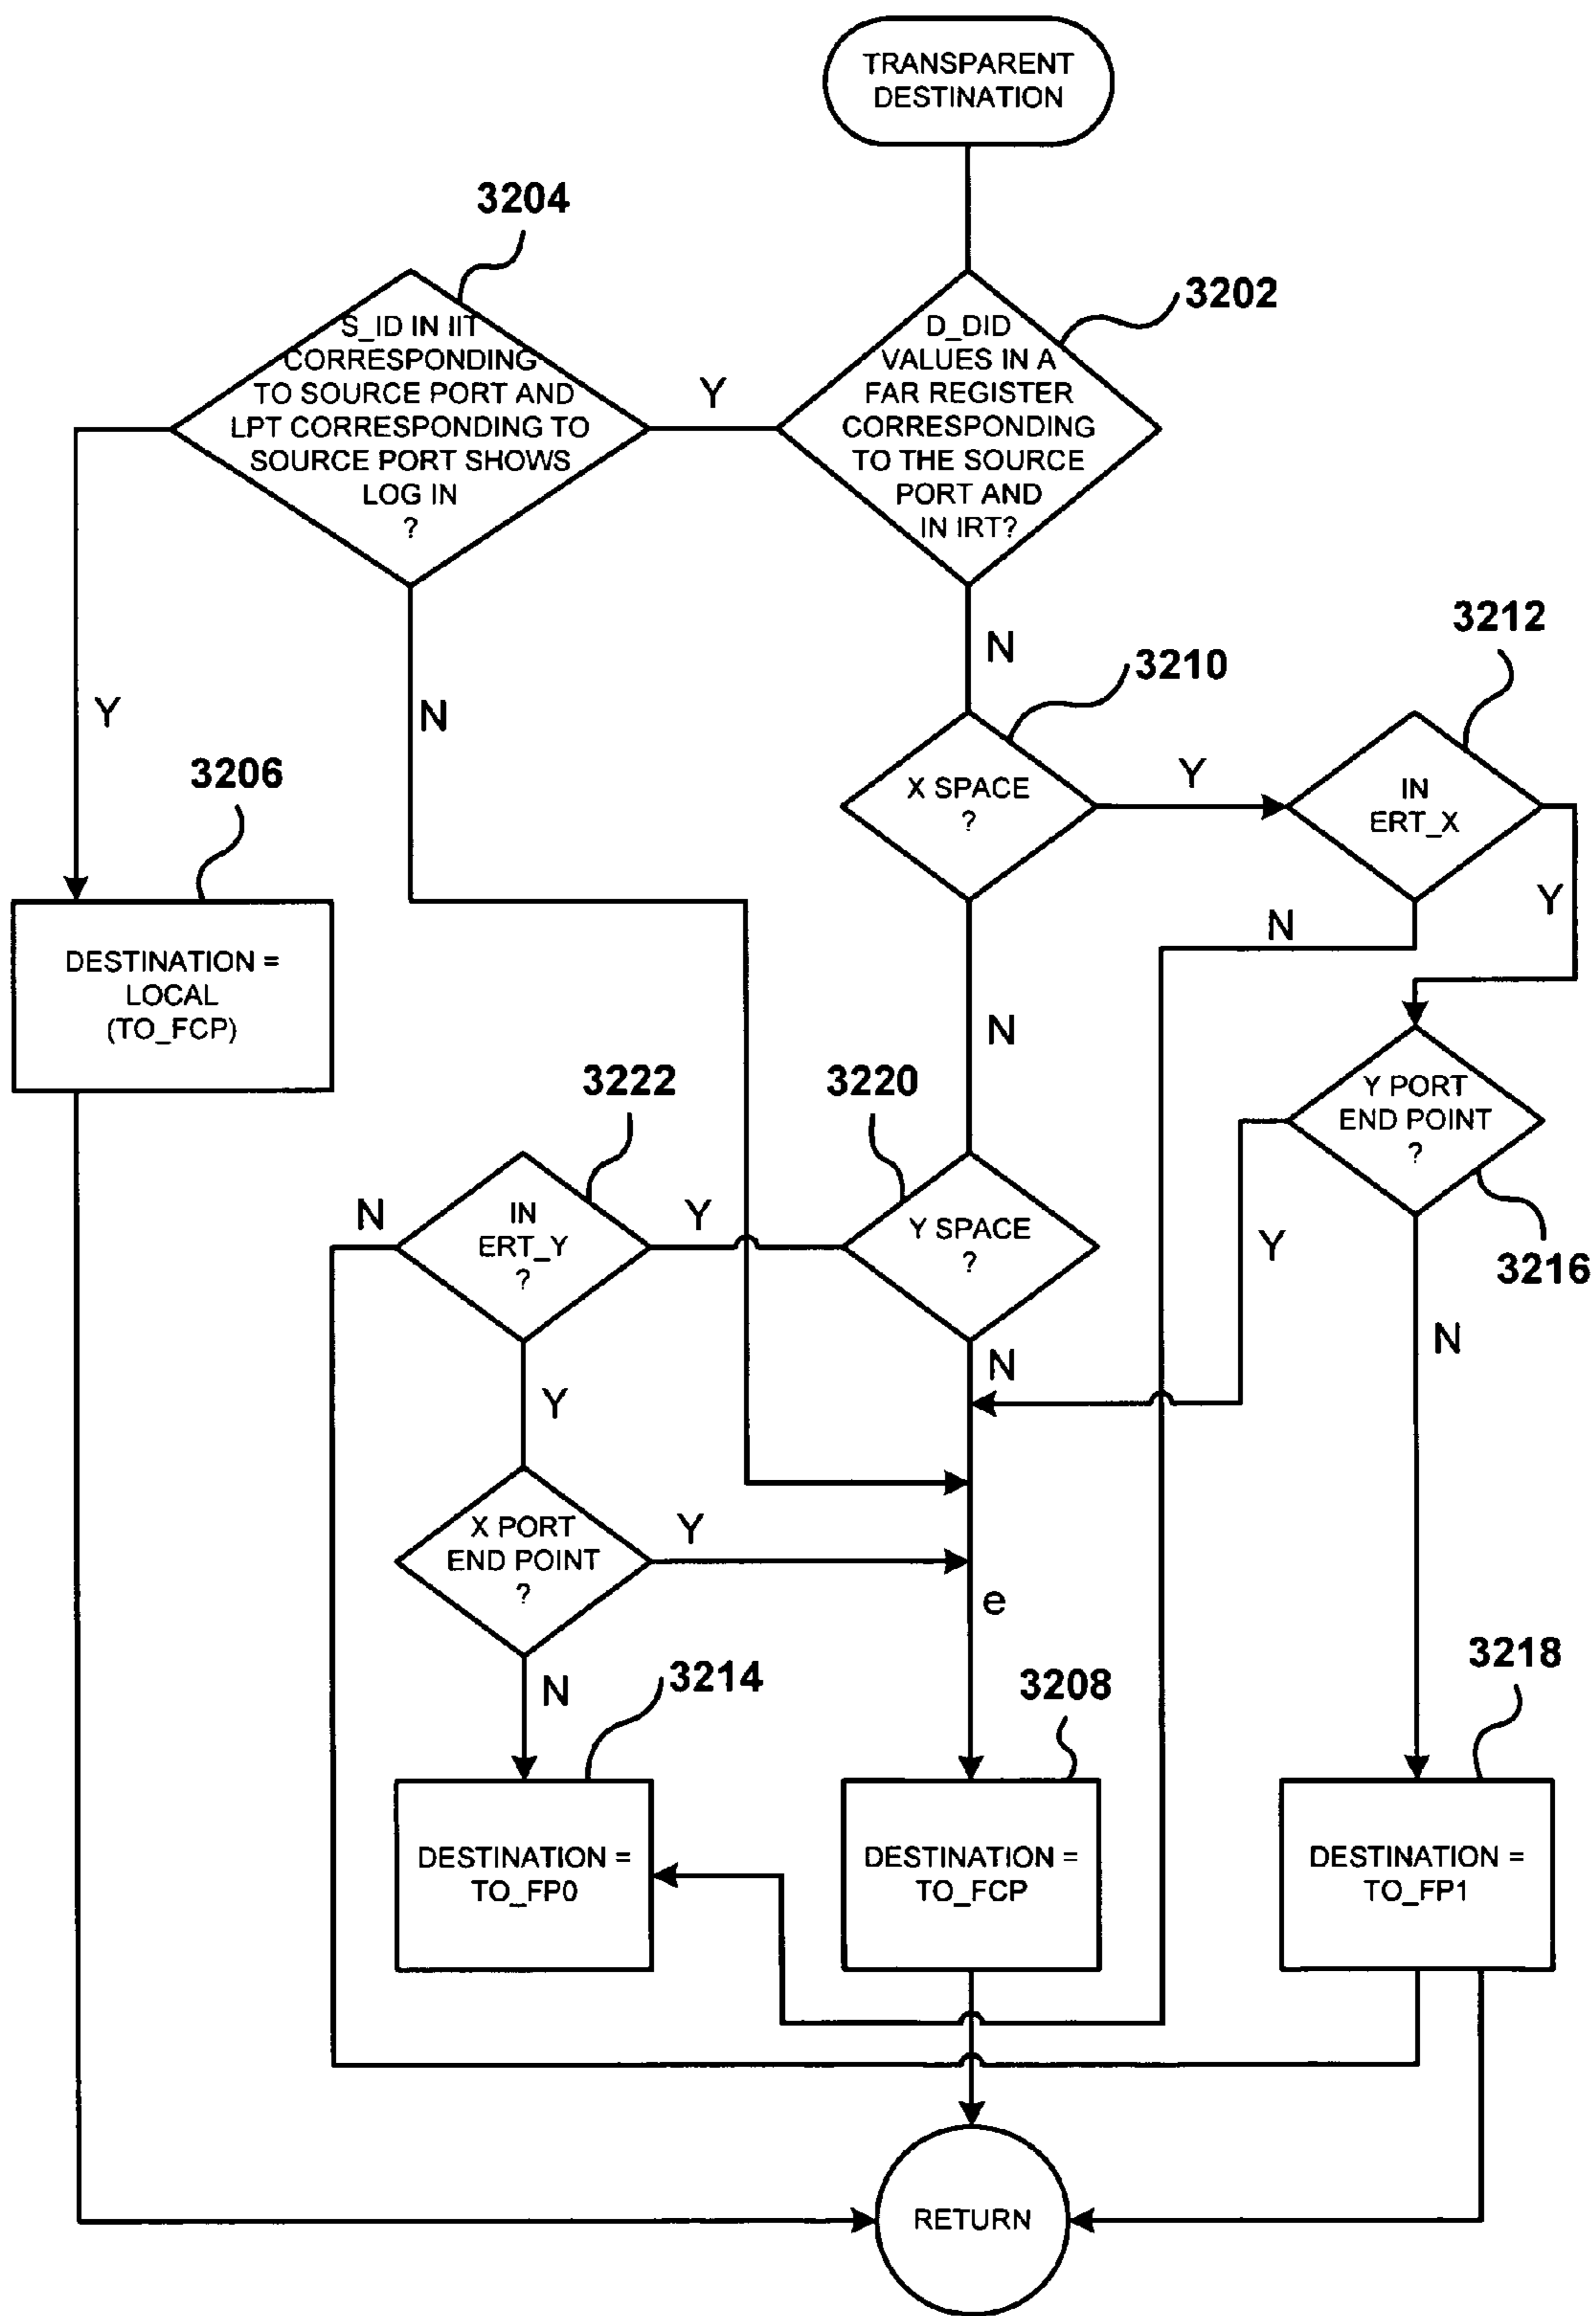 TRANSPARENT
DESTINATION
3204
3202
S_ID IN IIT
CORRESPONDING
TO SOURCE PORT AND
LPT CORRESPONDING TO
SOURCE PORT SHOWS
LOG IN
?
Y
D_DID
VALUES IN A
FAR REGISTER
CORRESPONDING
TO THE SOURCE
PORT AND
IN IRT?
N
3212
3210
Y
N
3206
X SPACE
?
Y
IN
ERT_X
Y
N
DESTINATION =
LOCAL
(TO_FCP)
N
3222
3220
Y PORT
END POINT
?
N
IN
ERT_Y
?
Y
Y SPACE
?
Y
3216
N
N
Y
X PORT
END POINT
?
Y
e
N
3214
3208
3218
DESTINATION =
TO_FP0
DESTINATION =
TO_FCP
DESTINATION =
TO_FP1
RETURN